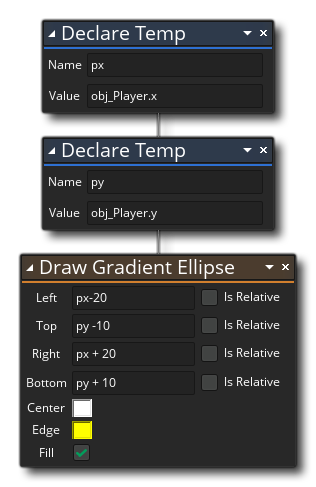 Declare Temp
Name px
Value obj_Player.x
Declare Temp
Name py
Value obj_Player.y
Draw Gradient Ellipse
Left px-20 Is Relative
Top py -10 Is Relative
Right px + 20 Is Relative
Bottom py + 10 Is Relative
Center
Edge
Fill